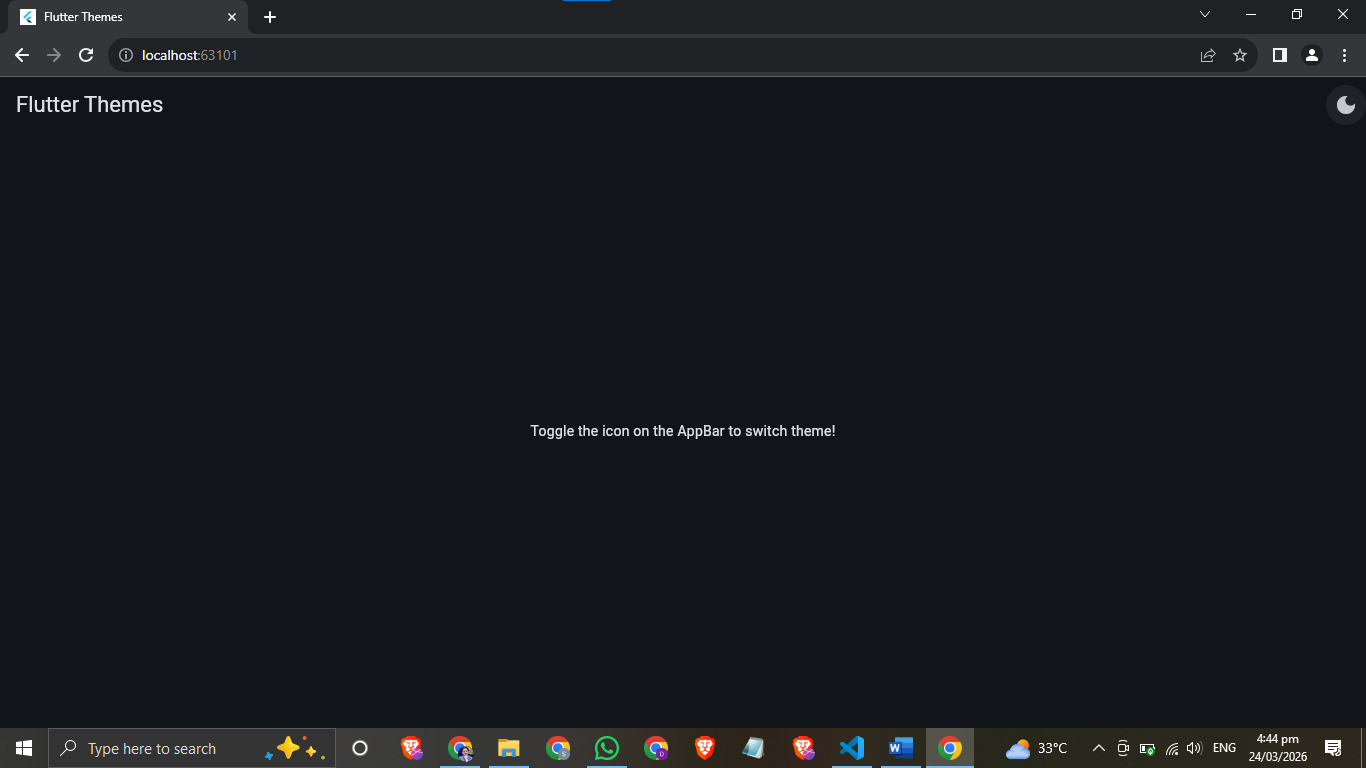 Flutter Themes
localhost:63101
Flutter Themes
Toggle the icon on the AppBar to switch theme!
Type here to search
33°C
ENG
4:44 pm
24/03/2026